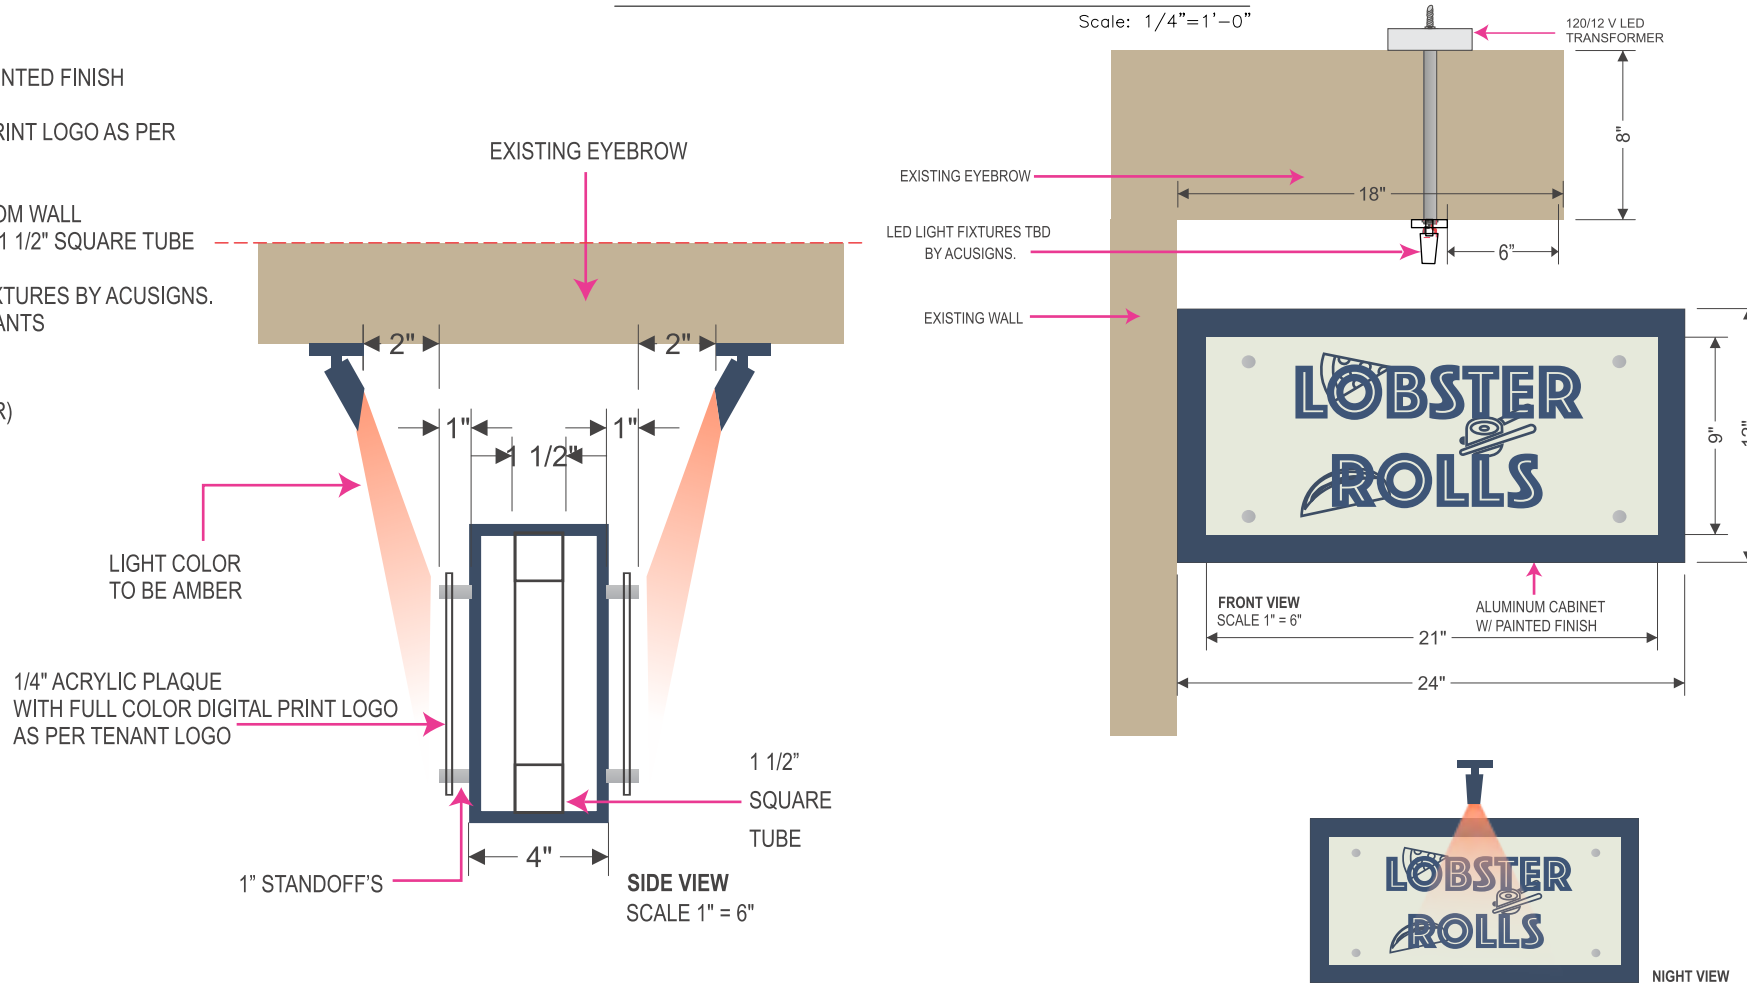 Scale: 1/4"=1'-0"
NTED FINISH
RINT LOGO AS PER
OM WALL
1 1/2" SQUARE TUBE
XTURES BY ACUSIGNS.
ANTS
R)
EXISTING EYEBROW
2"
2"
1"
1 1/2"
1"
LIGHT COLOR
TO BE AMBER
1/4" ACRYLIC PLAQUE
WITH FULL COLOR DIGITAL PRINT LOGO
AS PER TENANT LOGO
1" STANDOFF'S
4"
1 1/2"
SQUARE
TUBE
SIDE VIEW
SCALE 1" = 6"
120/12 V LED
TRANSFORMER
8"
EXISTING EYEBROW
18"
LED LIGHT FIXTURES TBD
BY ACUSIGNS.
6"
EXISTING WALL
LOBSTER
ROLLS
9"
12"
FRONT VIEW
SCALE 1" = 6"
ALUMINUM CABINET
W/ PAINTED FINISH
21"
24"
LOBSTER
ROLLS
NIGHT VIEW